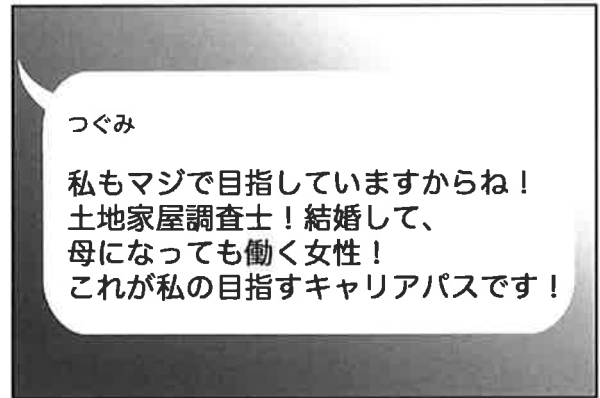 つぐみ
私もマジで目指していますからね！
土地家屋調査士！結婚して、
母になっても働く女性！
これが私の目指すキャリアパスです！